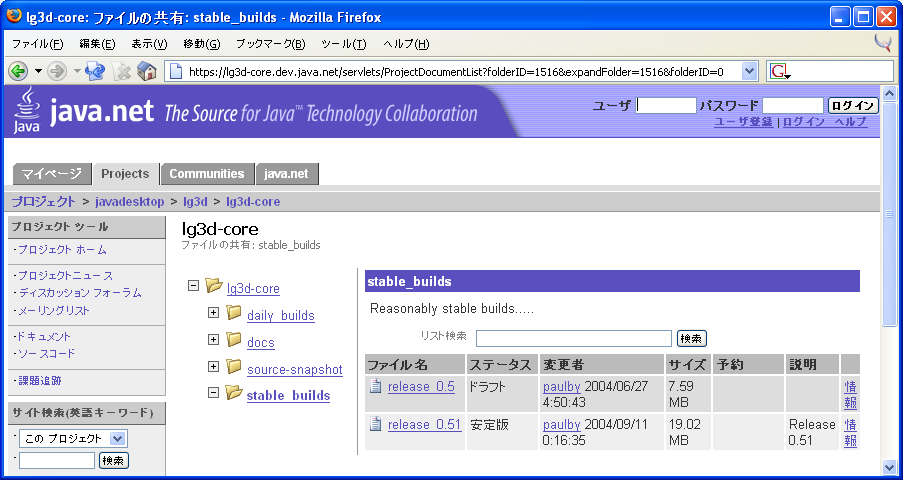 lg3d-core: ファイルの共有: stable_builds - Mozilla Firefox
ファイル(F) 編集(E) 表示(V) 移動(G) ブックマーク(B) ツール(T) ヘルプ(H)
https://lg3d-core.dev.java.net/servlets/ProjectDocumentList?folderID=1516&expandFolder=1516&folderID=0
G
Java java.net The Source for Java™ Technology Collaboration
ユーザ パスワード ログイン
ユーザ登録 | ログイン ヘルプ
マイページ Projects Communities java.net
プロジェクト > javadesktop > lg3d > lg3d-core
プロジェクト ツール
・プロジェクト ホーム
・プロジェクトニュース
・ディスカッション フォーラム
・メーリングリスト
・ドキュメント
・ソースコード
・課題追跡
サイト検索(英語キーワード)
・このプロジェクト
・ 検索
lg3d-core
ファイルの共有: stable_builds
lg3d-core
daily_builds
docs
source-snapshot
stable_builds
stable_builds
Reasonably stable builds.....
リスト検索 検索
ファイル名 ステータス 変更者 サイズ 予約 説明
release_0.5 ドラフト paulby 2004/06/27 7.59 情
4:50:43 MB 報
release_0.51 安定版 paulby 2004/09/11 19.02 Release 情
0:16:35 MB 0.51 報